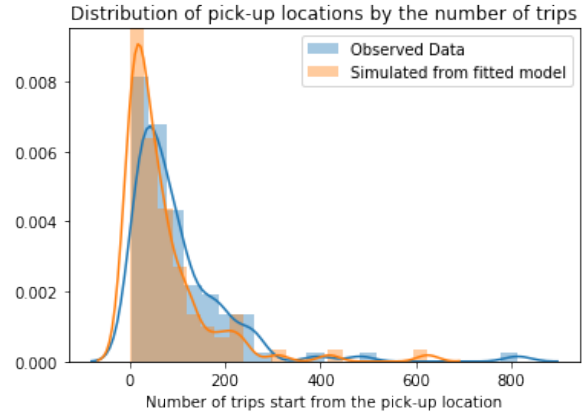 Distribution of pick-up locations by the number of trips
Observed Data
Simulated from fitted model
0.008
0.006
0.004
0.002
0.000
0
200
400
600
800
Number of trips start from the pick-up location